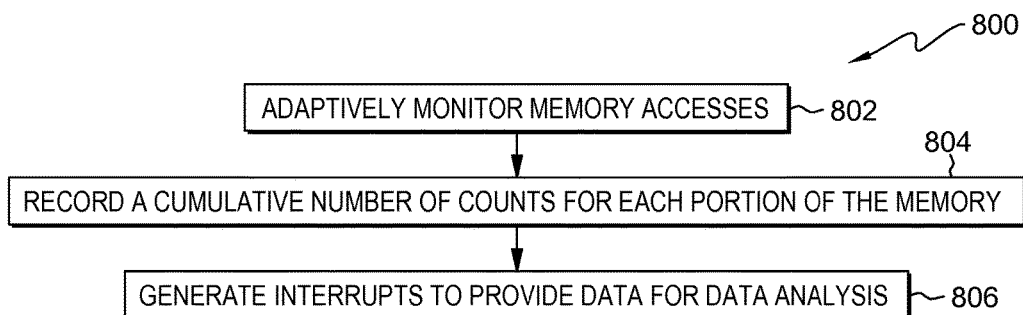 800
ADAPTIVELY MONITOR MEMORY ACCESSES 802
804
RECORD A CUMULATIVE NUMBER OF COUNTS FOR EACH PORTION OF THE MEMORY
GENERATE INTERRUPTS TO PROVIDE DATA FOR DATA ANALYSIS 806